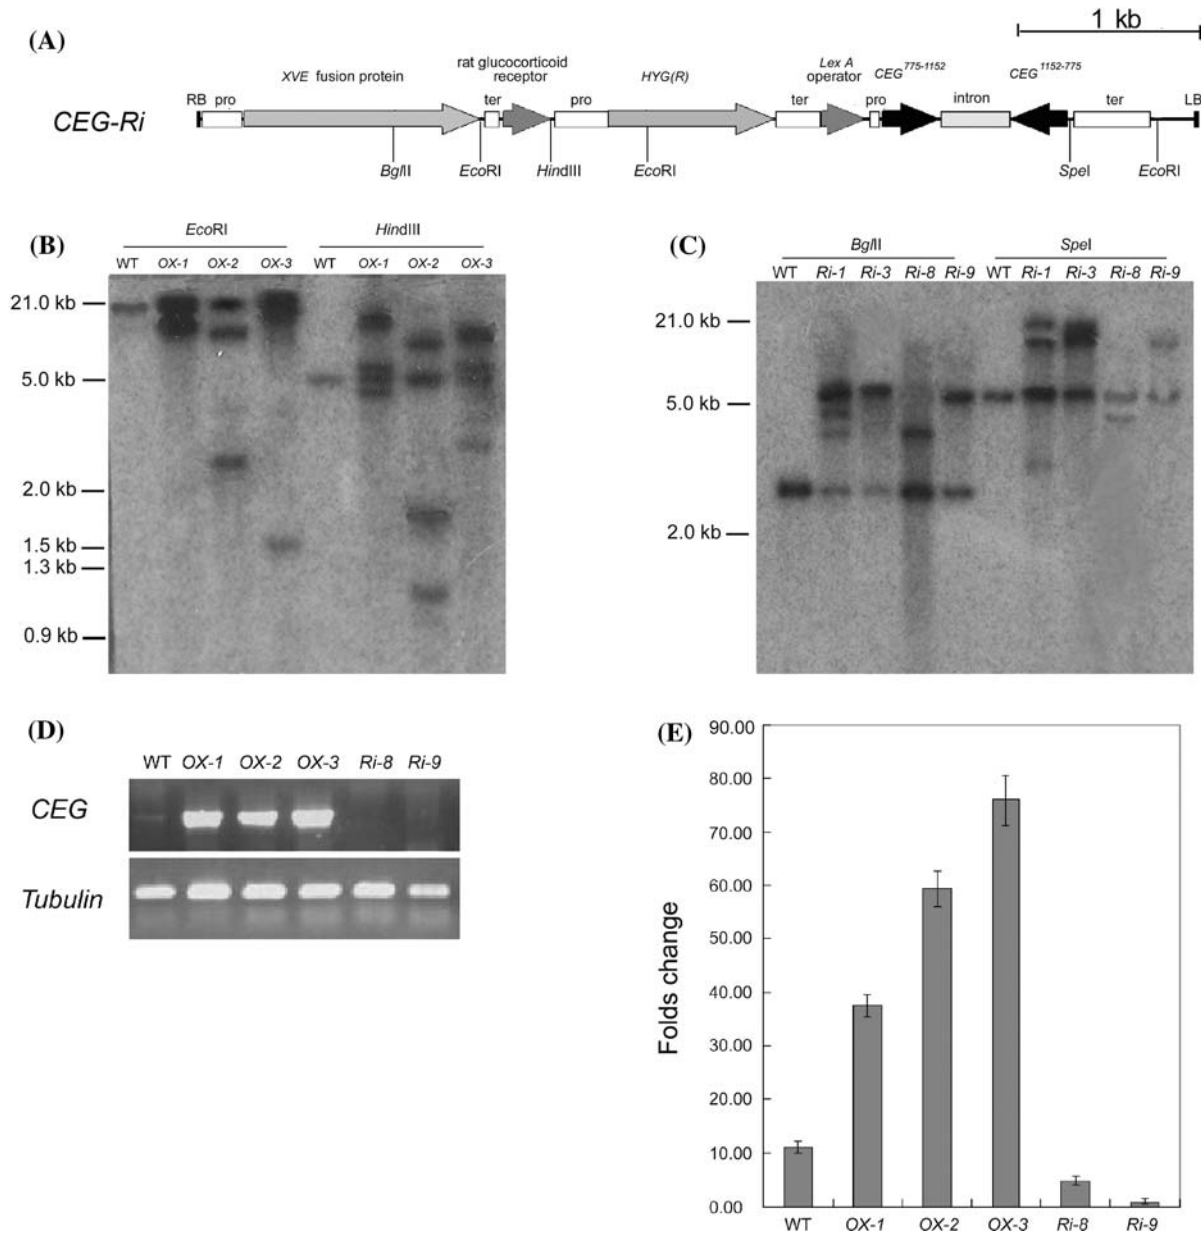 (A)
1 kb
XVE fusion protein
rat glucocorticoid receptor
HYG(R)
Lex A operator
CEG775-1152
CEG1152-775
CEG-Ri
RB pro ter pro ter pro intron ter LB
BglII EcoRI HindIII EcoRI SpeI EcoRI
(B)
EcoRI HindIII
WT OX-1 OX-2 OX-3 WT OX-1 OX-2 OX-3
21.0 kb
5.0 kb
2.0 kb
1.5 kb
1.3 kb
0.9 kb
(C)
BglII SpeI
WT Ri-1 Ri-3 Ri-8 Ri-9 WT Ri-1 Ri-3 Ri-8 Ri-9
21.0 kb
5.0 kb
2.0 kb
(D)
WT OX-1 OX-2 OX-3 Ri-8 Ri-9
CEG
Tubulin
(E)
Folds change
90.00
80.00
70.00
60.00
50.00
40.00
30.00
20.00
10.00
0.00
WT OX-1 OX-2 OX-3 Ri-8 Ri-9